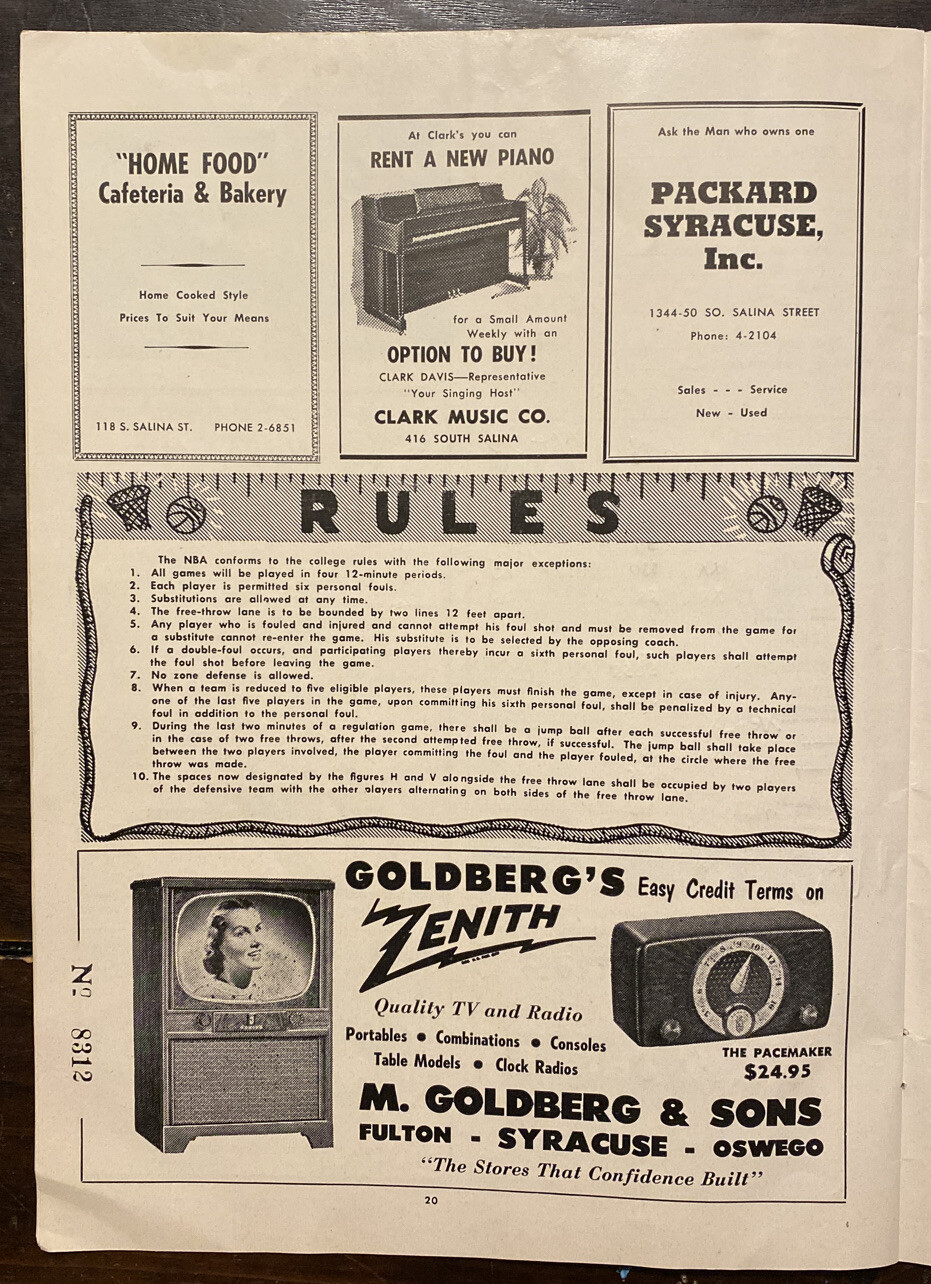 "HOME FOOD"
Cafeteria & Bakery
Home Cooked Style
Prices To Suit Your Means
118 S. SALINA ST. PHONE 2-6851
At Clark's you can
RENT A NEW PIANO
for a Small Amount
Weekly with an
OPTION TO BUY!
CLARK DAVIS—Representative
"Your Singing Host"
CLARK MUSIC CO.
416 SOUTH SALINA
Ask the Man who owns one
PACKARD
SYRACUSE,
Inc.
1344-50 SO. SALINA STREET
Phone: 4-2104
Sales - - - Service
New - Used
RULES
The NBA conforms to the college rules with the following major exceptions:
1. All games will be played in four 12-minute periods.
2. Each player is permitted six personal fouls.
3. Substitutions are allowed at any time.
4. The free-throw lane is to be bounded by two lines 12 feet apart.
5. Any player who is fouled and injured and cannot attempt his foul shot and must be removed from the game for
a substitute cannot re-enter the game. His substitute is to be selected by the opposing coach.
6. If a double-foul occurs, and participating players thereby incur a sixth personal foul, such players shall attempt
the foul shot before leaving the game.
7. No zone defense is allowed.
8. When a team is reduced to five eligible players, these players must finish the game, except in case of injury. Any-
one of the last five players in the game, upon committing his sixth personal foul, shall be penalized by a technical
foul in addition to the personal foul.
9. During the last two minutes of a regulation game, there shall be a jump ball after each successful free throw or
in the case of two free throws, after the second attempted free throw, if successful. The jump ball shall take place
between the two players involved, the player committing the foul and the player fouled, at the circle where the free
throw was made.
10. The spaces now designated by the figures H and V alongside the free throw lane shall be occupied by two players
of the defensive team with the other players alternating on both sides of the free throw lane.
Nº 8312
GOLDBERG'S Easy Credit Terms on
ZENITH
Quality TV and Radio
Portables • Combinations • Consoles
Table Models • Clock Radios
THE PACEMAKER
$24.95
M. GOLDBERG & SONS
FULTON - SYRACUSE - OSWEGO
"The Stores That Confidence Built"
20